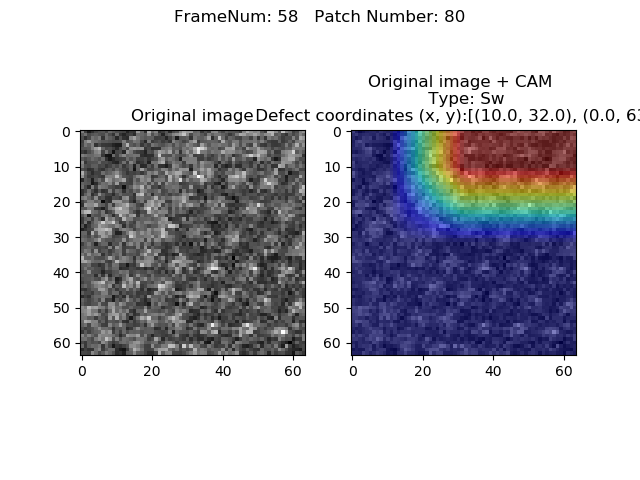 FrameNum: 58   Patch Number: 80
Original image + CAM
Type: Sw
Original image
Defect coordinates (x, y):[(10.0, 32.0), (0.0, 63
0
10
20
30
40
50
60
0 20 40 60
0
10
20
30
40
50
60
0 20 40 60